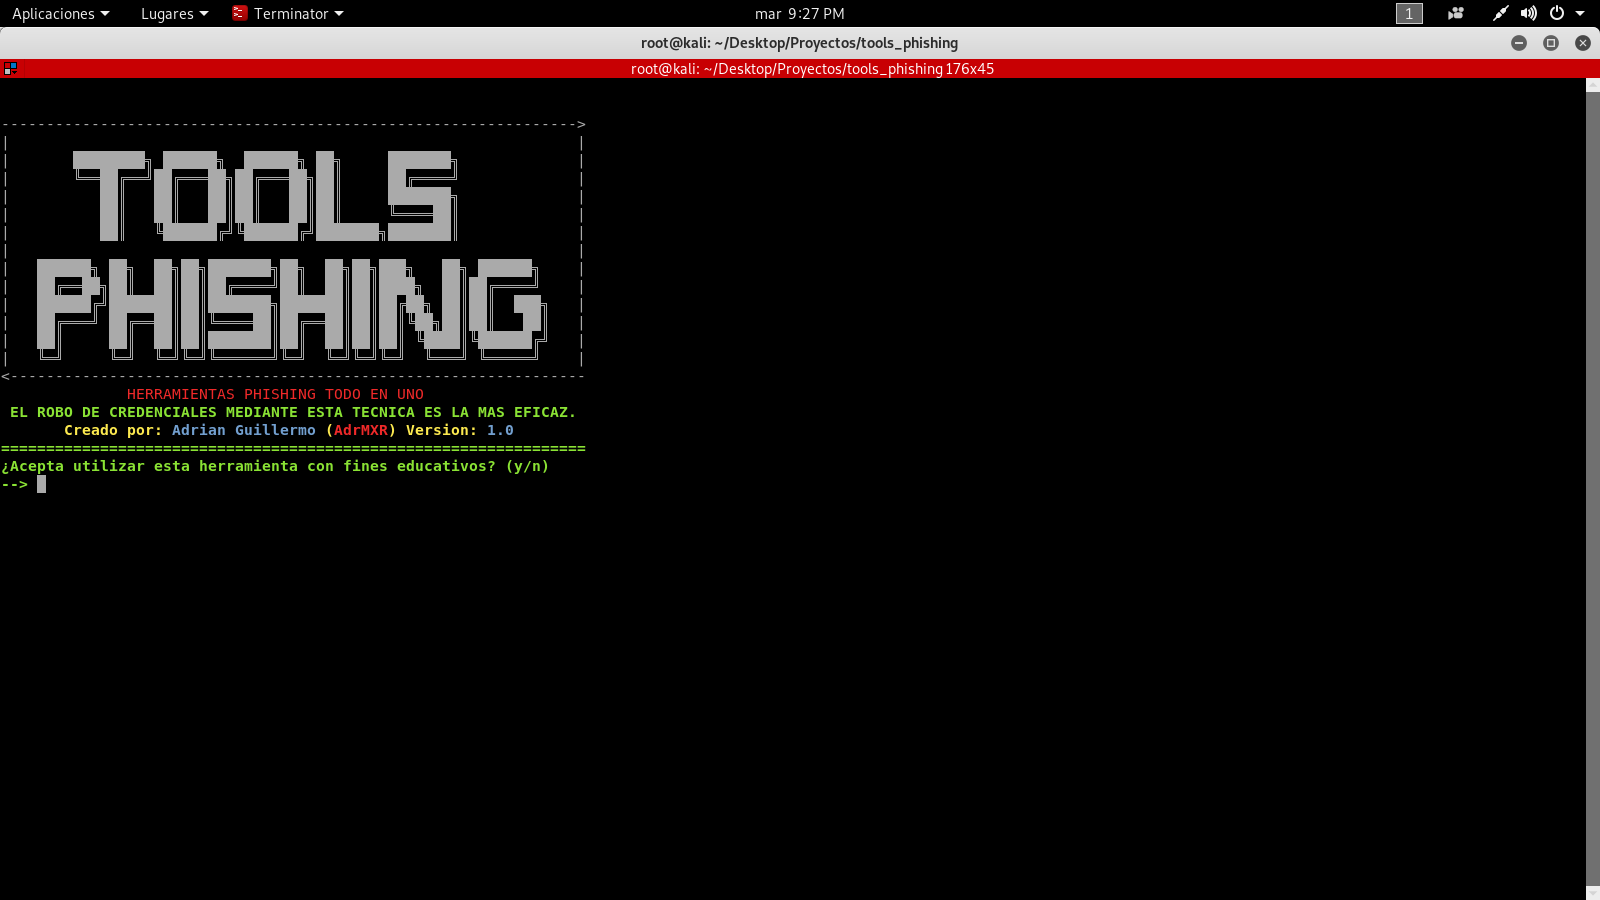 Aplicaciones Lugares Terminator mar 9:27 PM 1
root@kali: ~/Desktop/Proyectos/tools_phishing
root@kali: ~/Desktop/Proyectos/tools_phishing 176x45
TOOLS
PHISHING
HERRAMIENTAS PHISHING TODO EN UNO
EL ROBO DE CREDENCIALES MEDIANTE ESTA TECNICA ES LA MAS EFICAZ.
Creado por: Adrian Guillermo (AdrMXR) Version: 1.0
=================================================================
¿Acepta utilizar esta herramienta con fines educativos? (y/n)
-->